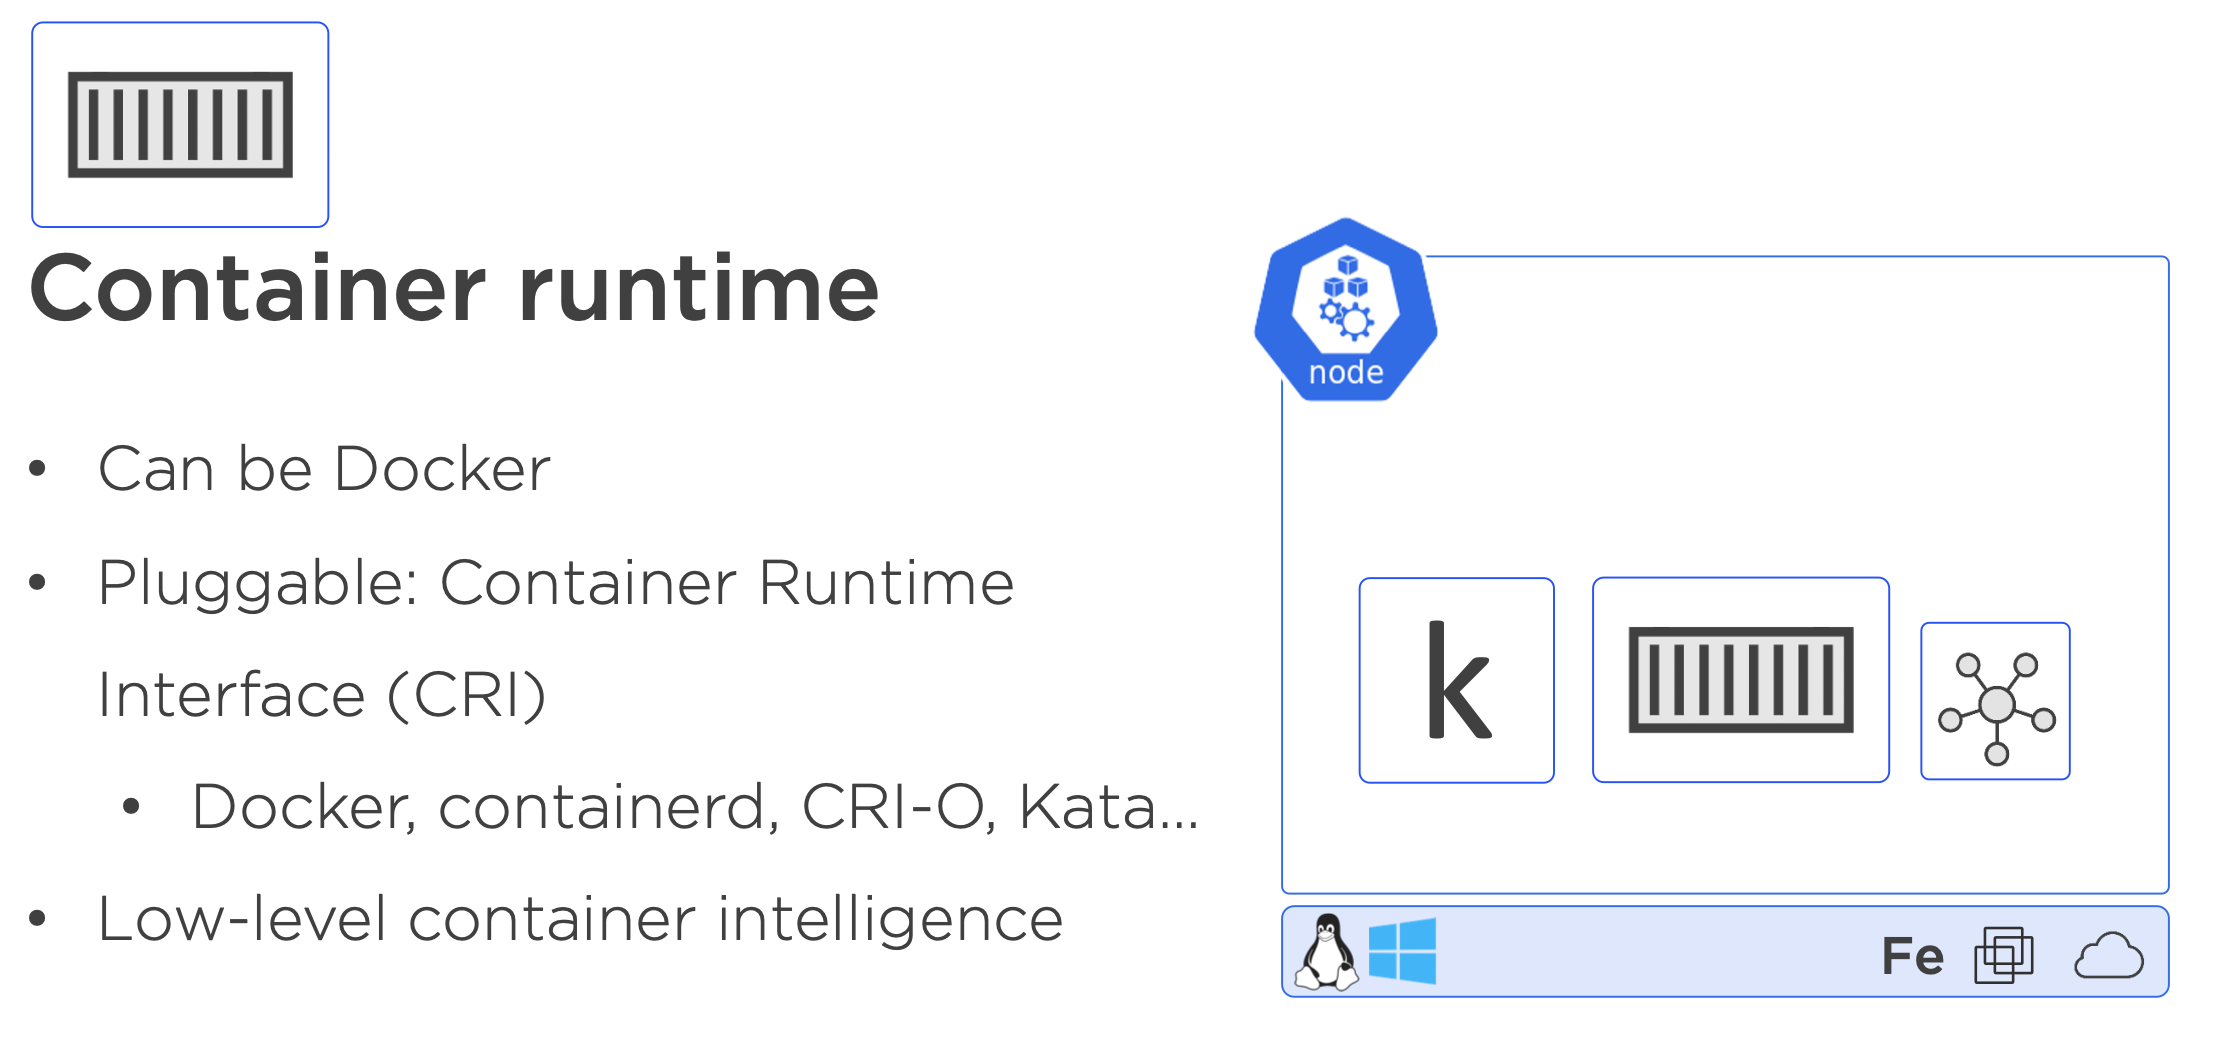 Container runtime
• Can be Docker
• Pluggable: Container Runtime
Interface (CRI)
• Docker, containerd, CRI-O, Kata...
• Low-level container intelligence
node
k
Fe